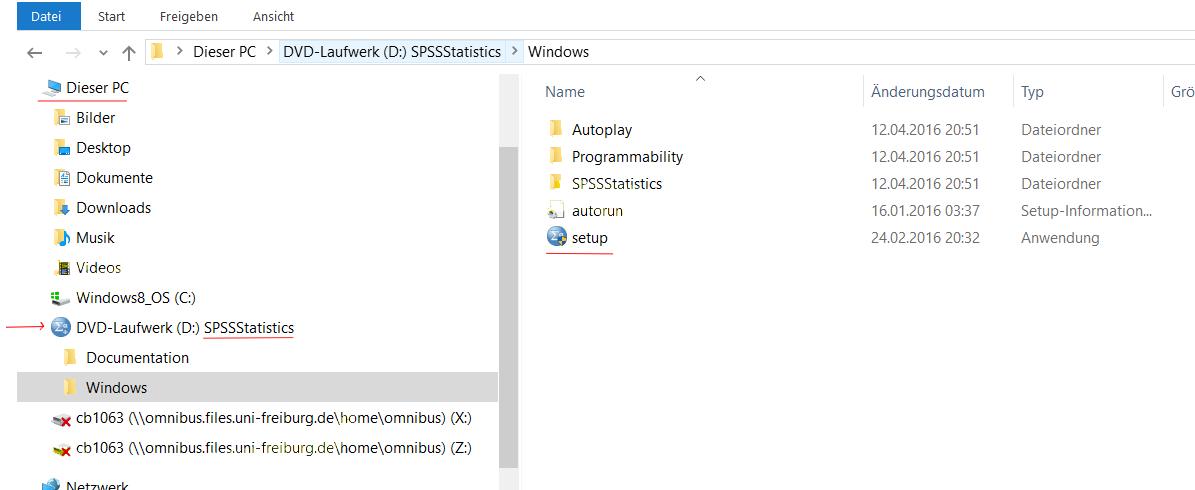 Datei Start Freigeben Ansicht
Dieser PC DVD-Laufwerk (D:) SPSSStatistics Windows
Dieser PC
Bilder
Desktop
Dokumente
Downloads
Musik
Videos
Windows8_OS (C:)
DVD-Laufwerk (D:) SPSSStatistics
Documentation
Windows
cb1063 (\\omnibus.files.uni-freiburg.de\home\omnibus) (X:)
cb1063 (\\omnibus.files.uni-freiburg.de\home\omnibus) (Z:)
Netzwerk
Name Änderungsdatum Typ Grö
Autoplay 12.04.2016 20:51 Dateiordner
Programmability 12.04.2016 20:51 Dateiordner
SPSSStatistics 12.04.2016 20:51 Dateiordner
autorun 16.01.2016 03:37 Setup-Information...
setup 24.02.2016 20:32 Anwendung